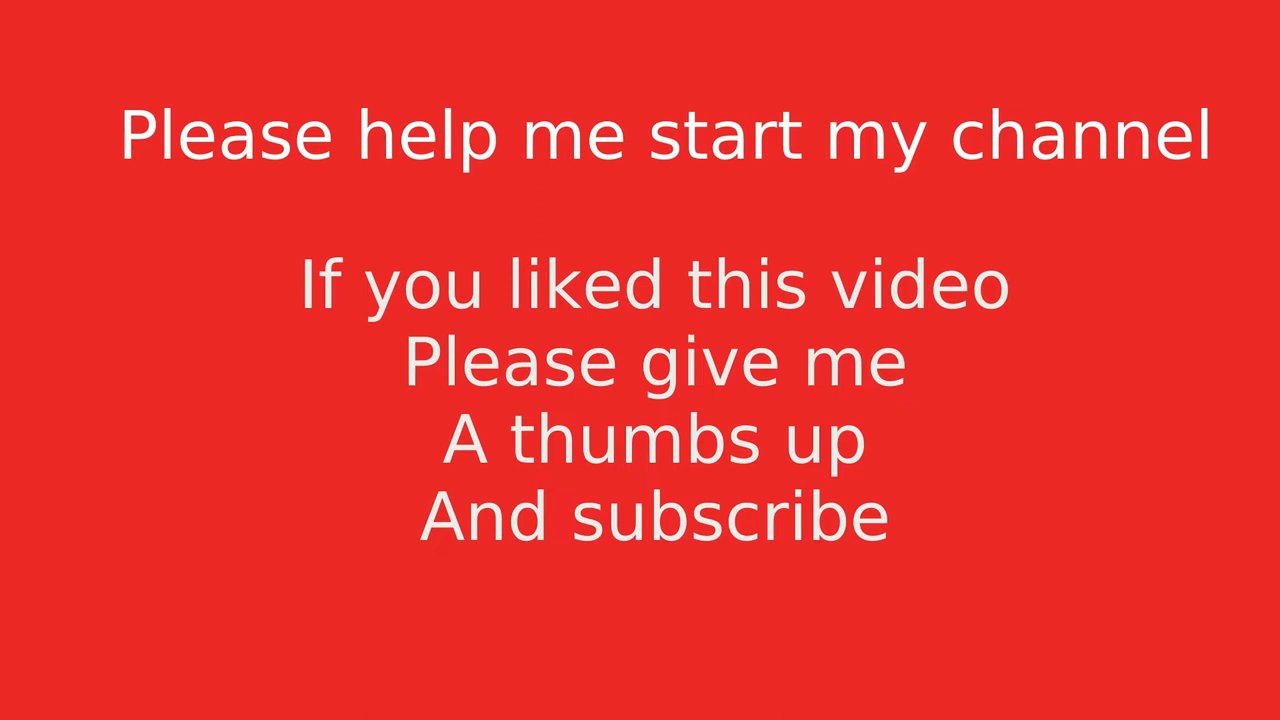 Please help me start my channel
If you liked this video
Please give me
A thumbs up
And subscribe